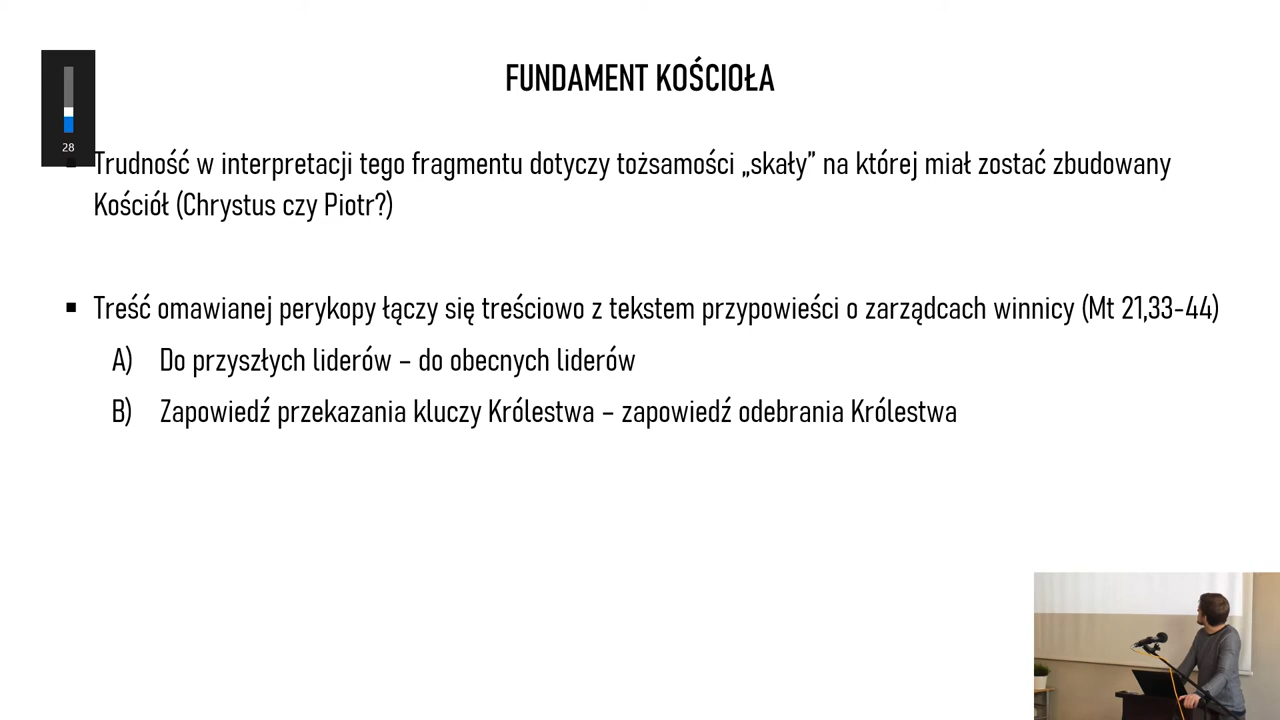 FUNDAMENT KOŚCIOŁA
28
Trudność w interpretacji tego fragmentu dotyczy tożsamości „skały” na której miał zostać zbudowany
Kościół (Chrystus czy Piotr?)
Treść omawianej perykopy łączy się treściowo z tekstem przypowieści o zarządcach winnicy (Mt 21,33-44)
A) Do przyszłych liderów – do obecnych liderów
B) Zapowiedź przekazania kluczy Królestwa – zapowiedź odebrania Królestwa